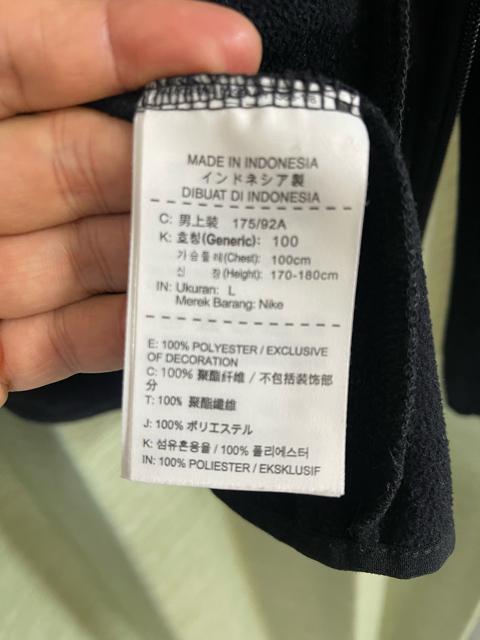 MADE IN INDONESIA
インドネシア製
DIBUAT DI INDONESIA
C: 男上装 175/92A
K: 호칭(Generic): 100
가슴둘레(Chest): 100cm
신 장(Height): 170-180cm
IN: Ukuran: L
Merek Barang: Nike
E: 100% POLYESTER / EXCLUSIVE
OF DECORATION
C: 100% 聚酯纤维 / 不包括装饰部
分
T: 100% 聚酯纖維
J: 100% ポリエステル
K: 섬유혼용율 / 100% 폴리에스터
IN: 100% POLIESTER / EKSKLUSIF